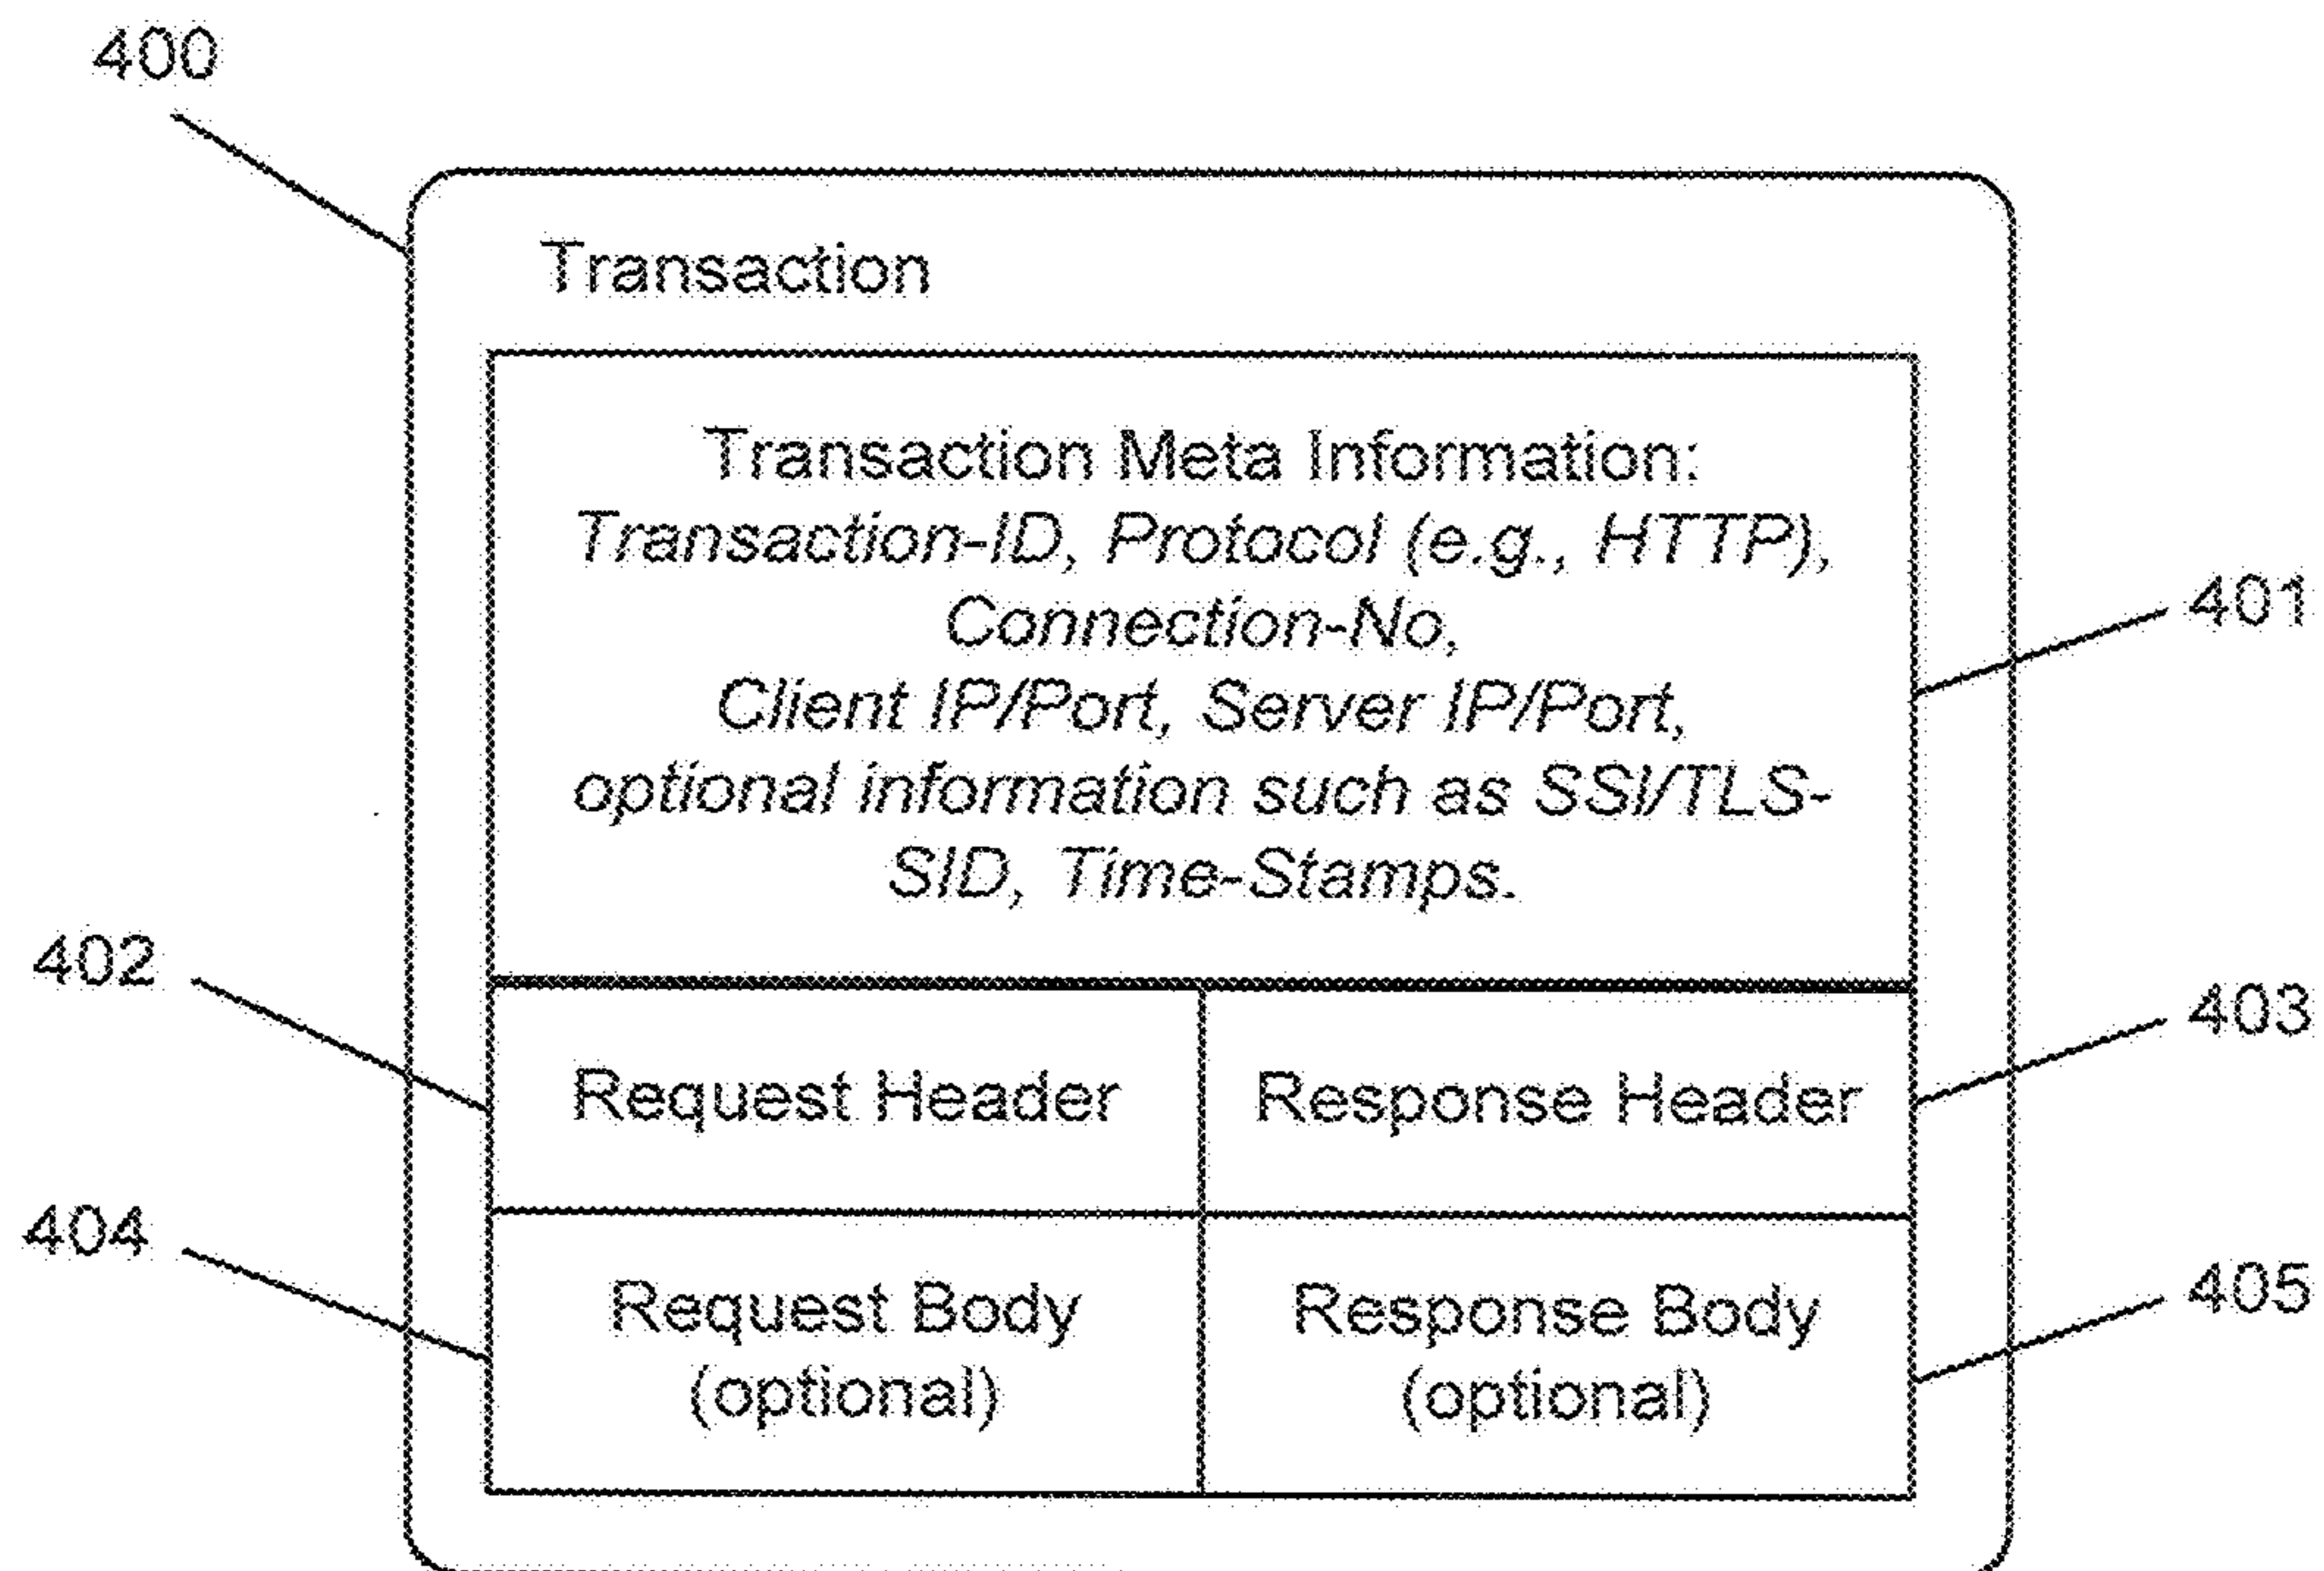 400
Transaction
Transaction Meta Information:
Transaction-ID, Protocol (e.g., HTTP),
Connection-No,
401
Client IP/Port, Server IP/Port,
optional information such as SSl/TLS-
SID, Time-Stamps.
402
403
Request Header
Response Header
404
405
Request Body
(optional)
Response Body
(optional)